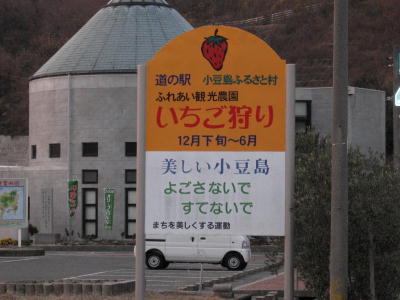 道の駅 小豆島ふるさと村
ふれあい観光農園
いちご狩り
12月下旬～6月
美しい小豆島
よごさないで
すてないで
まちを美しくする運動